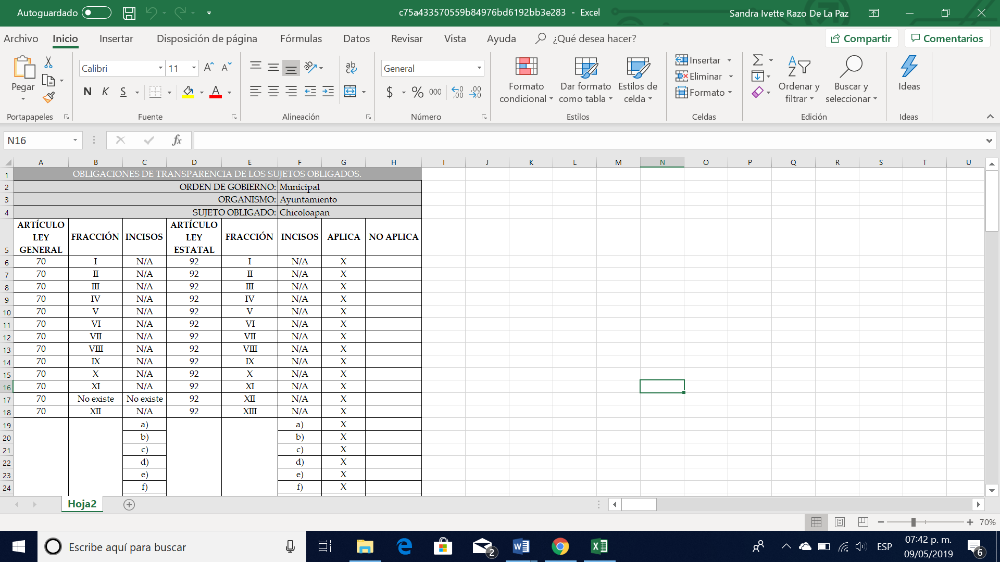 Autoguardado
c75a433570559b84976bd6192bb3e283 - Excel
Sandra Ivette Razo De La Paz
Archivo Inicio Insertar Disposición de página Fórmulas Datos Revisar Vista Ayuda ¿Qué desea hacer? Compartir Comentarios
Pegar
Portapapeles
Calibri 11
N K S
Fuente
Alineación
General
$ % 000
Número
Formato condicional
Dar formato como tabla
Estilos de celda
Estilos
Insertar
Eliminar
Formato
Celdas
Ordenar y filtrar
Buscar y seleccionar
Edición
Ideas
Ideas
N16 fx
A B C D E F G H I J K L M N O P Q R S T U
1 OBLIGACIONES DE TRANSPARENCIA DE LOS SUJETOS OBLIGADOS.
2 ORDEN DE GOBIERNO: Municipal
3 ORGANISMO: Ayuntamiento
4 SUJETO OBLIGADO: Chicoloapan
5 ARTÍCULO LEY GENERAL FRACCIÓN INCISOS ARTÍCULO LEY ESTATAL FRACCIÓN INCISOS APLICA NO APLICA
6 70 I N/A 92 I N/A X
7 70 II N/A 92 II N/A X
8 70 III N/A 92 III N/A X
9 70 IV N/A 92 IV N/A X
10 70 V N/A 92 V N/A X
11 70 VI N/A 92 VI N/A X
12 70 VII N/A 92 VII N/A X
13 70 VIII N/A 92 VIII N/A X
14 70 IX N/A 92 IX N/A X
15 70 X N/A 92 X N/A X
16 70 XI N/A 92 XI N/A X
17 70 No existe No existe 92 XII N/A X
18 70 XII N/A 92 XIII N/A X
19 a) a) X
20 b) b) X
21 c) c) X
22 d) d) X
23 e) e) X
24 f) f) X
Hoja2
70%
Escribe aquí para buscar
2
ESP
07:42 p. m.
09/05/2019
6